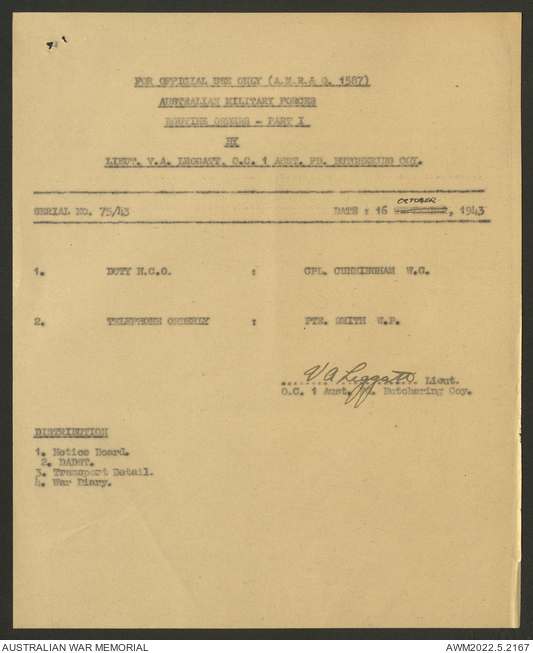 FOR OFFICIAL USE ONLY (A.M.R.& O. 1587)
AUSTRALIAN MILITARY FORCES
ROUTINE ORDERS - PART I
BY
LIEUT. V.A. LEGGATT, O.C. 1 AUST. FD. BUTCHERING COY.
SERIAL NO. 75/43
DATE : 16 OCTOBER, 1943
1. DUTY N.C.O. : CPL. CUNNINGHAM W.G.
2. TELEPHONE ORDERLY : PTE. SMITH W.P.
V A Leggatt Lieut.
O.C. 1 Aust. Fd. Butchering Coy.
DISTRIBUTION
1. Notice Board.
2. DADST.
3. Transport Detail.
4. War Diary.
AUSTRALIAN WAR MEMORIAL
AWM2022.5.2167